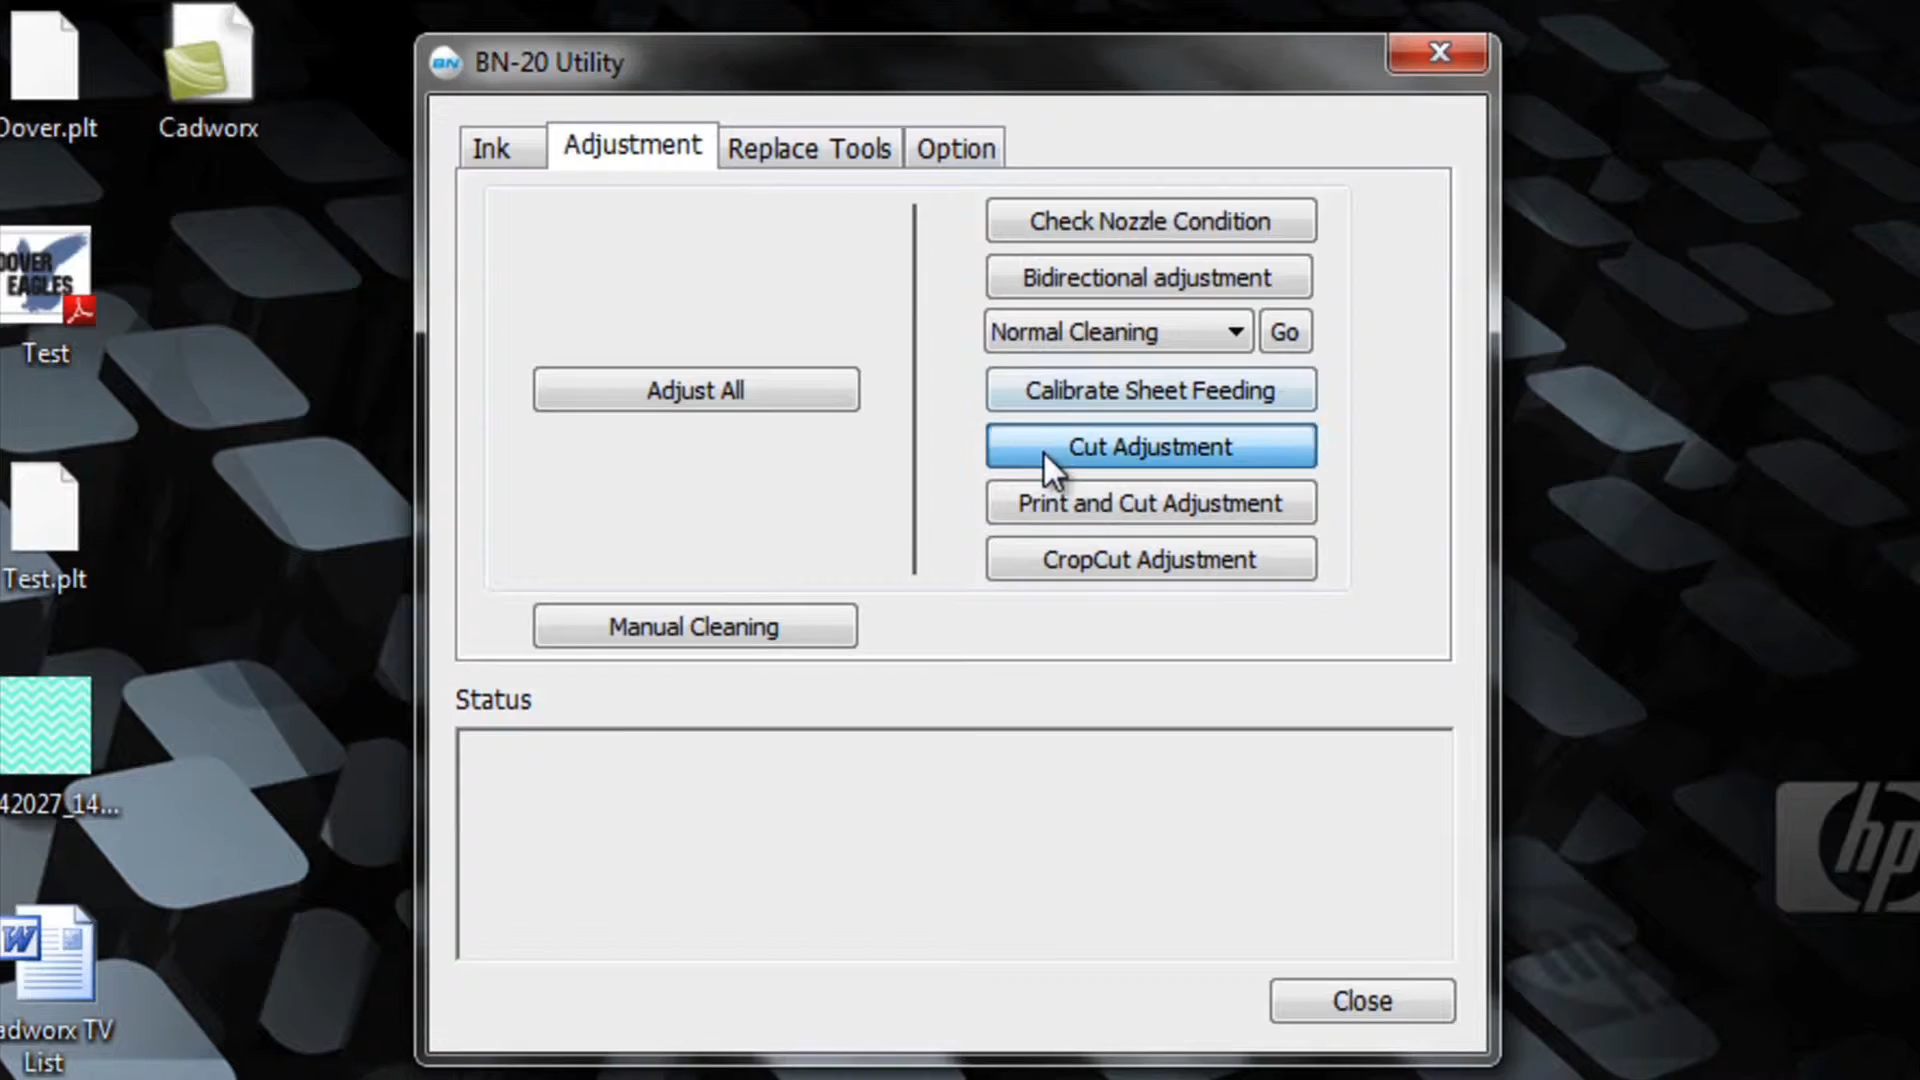 Dover.plt
Cadworx
DOVER
EAGLES
Test
Test.plt
42027_14...
adworx TV
List
BN BN-20 Utility
Ink Adjustment Replace Tools Option
Check Nozzle Condition
Bidirectional adjustment
Normal Cleaning Go
Adjust All
Calibrate Sheet Feeding
Cut Adjustment
Print and Cut Adjustment
CropCut Adjustment
Manual Cleaning
Status
Close
hp